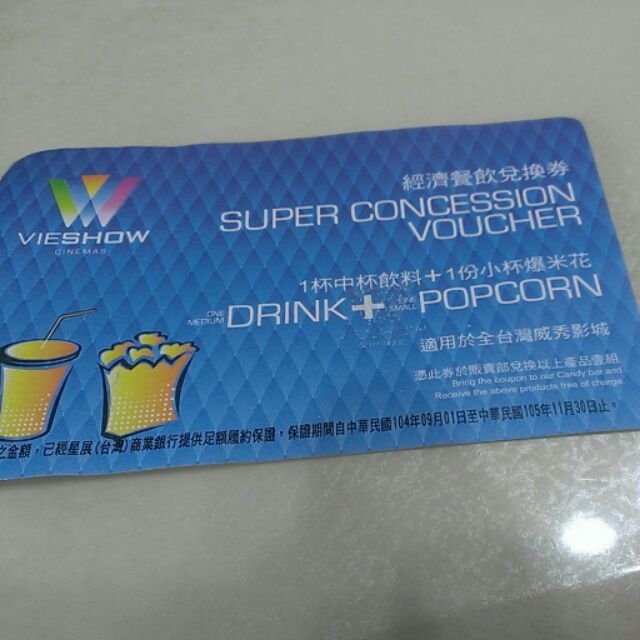 VIESHOW
CINEMAS
經濟餐飲兌換券
SUPER CONCESSION
VOUCHER
1杯中杯飲料+1份小杯爆米花
ONE MEDIUM DRINK + ONE SMALL POPCORN
適用於全台灣威秀影城
憑此券於販賣部兌換以上產品壹組
Bring the coupon to our Candy bar and
Receive the above products free of charge
之金額，已經星展(台灣)商業銀行提供足額履約保證，保證期間自中華民國104年09月01日至中華民國105年11月30日止。